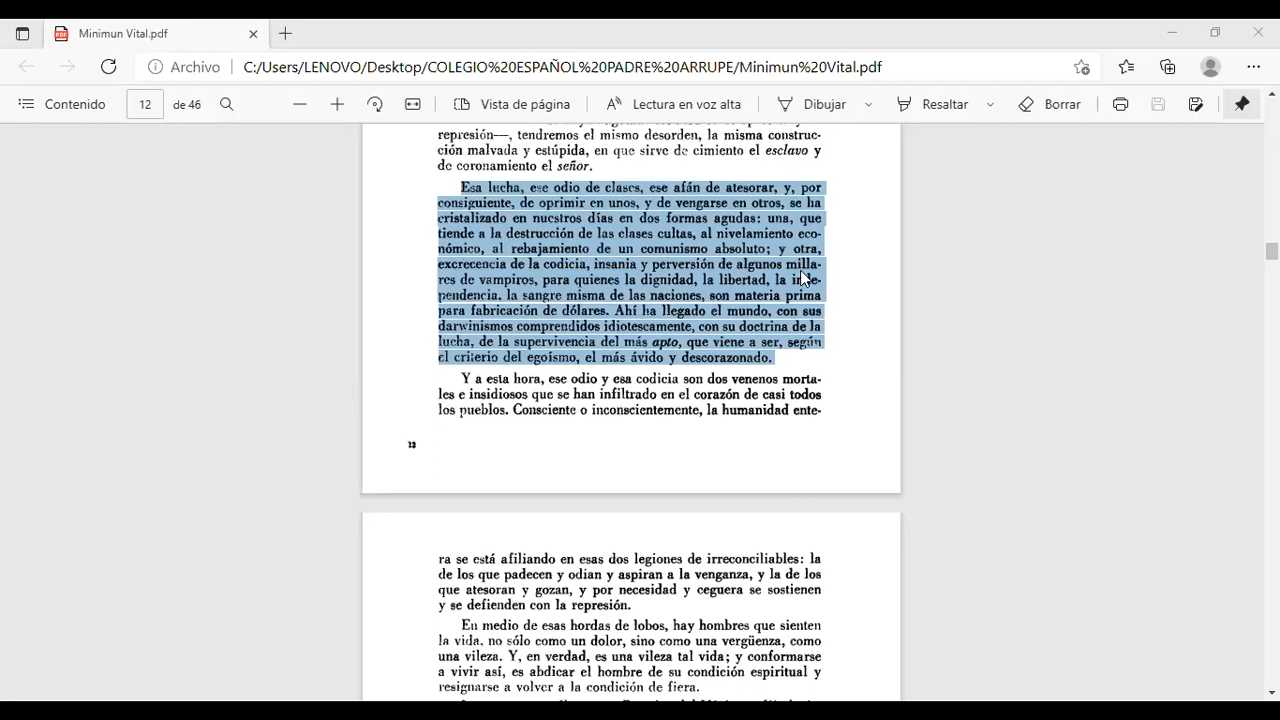 Minimun Vital.pdf
Archivo C:/Users/LENOVO/Desktop/COLEGIO%20ESPAÑOL%20PADRE%20ARRUPE/Minimun%20Vital.pdf
Contenido 12 de 46 Vista de página Lectura en voz alta Dibujar Resaltar Borrar
represión—, tendremos el mismo desorden, la misma construc-
ción malvada y estúpida, en que sirve de cimiento el esclavo y
de coronamiento el señor.
Esa lucha, ese odio de clases, ese afán de atesorar, y, por
consiguiente, de oprimir en unos, y de vengarse en otros, se ha
cristalizado en nuestros días en dos formas agudas: una, que
tiende a la destrucción de las clases cultas, al nivelamiento eco-
nómico, al rebajamiento de un comunismo absoluto; y otra,
excrecencia de la codicia, insania y perversión de algunos milla-
res de vampiros, para quienes la dignidad, la libertad, la inde-
pendencia, la sangre misma de las naciones, son materia prima
para fabricación de dólares. Ahí ha llegado el mundo, con sus
darwinismos comprendidos idiotescamente, con su doctrina de la
lucha, de la supervivencia del más apto, que viene a ser, según
el criterio del egoísmo, el más ávido y descorazonado.
Y a esta hora, ese odio y esa codicia son dos venenos morta-
les e insidiosos que se han infiltrado en el corazón de casi todos
los pueblos. Consciente o inconscientemente, la humanidad ente-
12
ra se está afiliando en esas dos legiones de irreconciliables: la
de los que padecen y odian y aspiran a la venganza, y la de los
que atesoran y gozan, y por necesidad y ceguera se sostienen
y se defienden con la represión.
En medio de esas hordas de lobos, hay hombres que sienten
la vida, no sólo como un dolor, sino como una vergüenza, como
una vileza. Y, en verdad, es una vileza tal vida; y conformarse
a vivir así, es abdicar el hombre de su condición espiritual y
resignarse a volver a la condición de fiera.